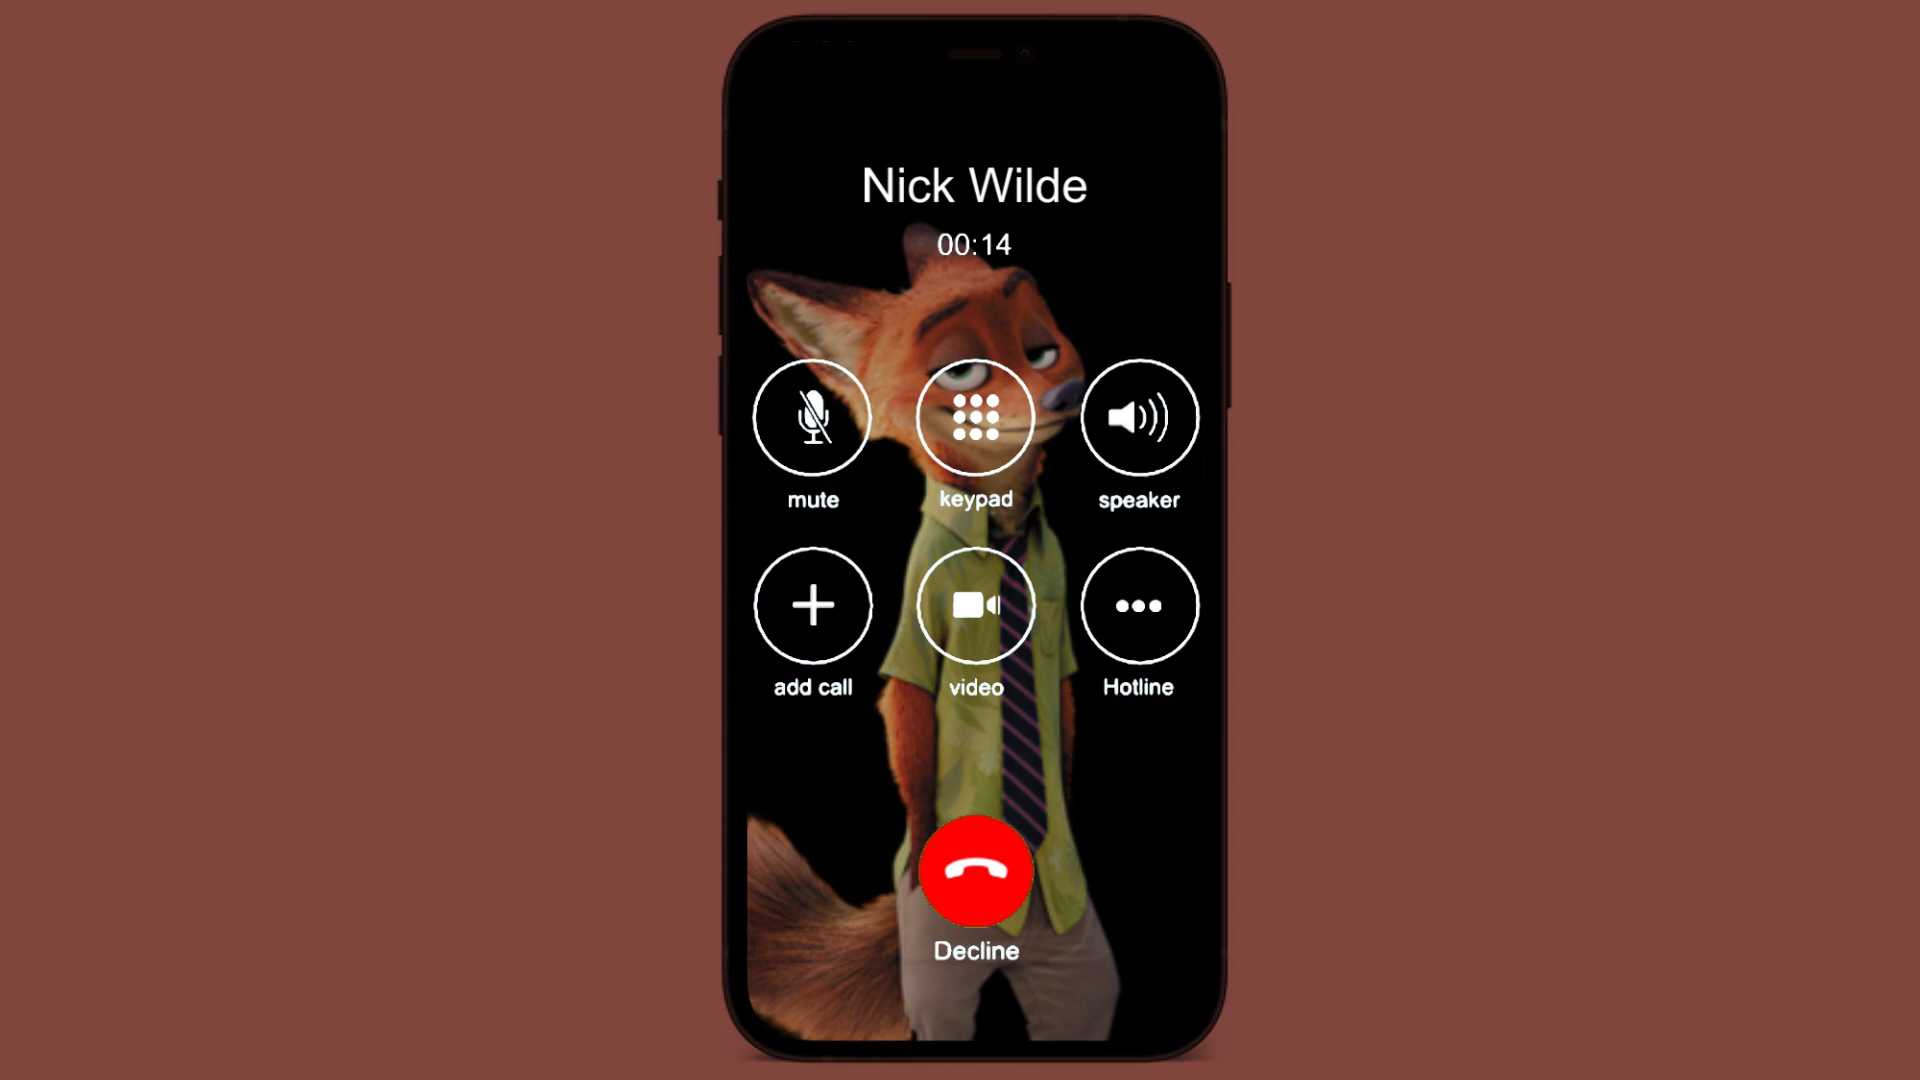 Nick Wilde
00:14
mute keypad speaker
add call video Hotline
Decline